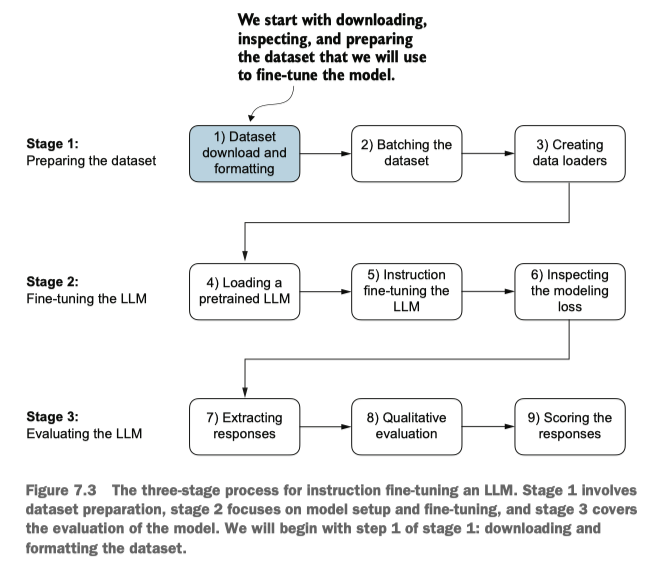 We start with downloading,
inspecting, and preparing
the dataset that we will use
to fine-tune the model.
Stage 1:
Preparing the dataset
1) Dataset
download and
formatting
2) Batching the
dataset
3) Creating
data loaders
Stage 2:
Fine-tuning the LLM
4) Loading a
pretrained LLM
5) Instruction
fine-tuning the
LLM
6) Inspecting
the modeling
loss
Stage 3:
Evaluating the LLM
7) Extracting
responses
8) Qualitative
evaluation
9) Scoring the
responses
Figure 7.3 The three-stage process for instruction fine-tuning an LLM. Stage 1 involves
dataset preparation, stage 2 focuses on model setup and fine-tuning, and stage 3 covers
the evaluation of the model. We will begin with step 1 of stage 1: downloading and
formatting the dataset.